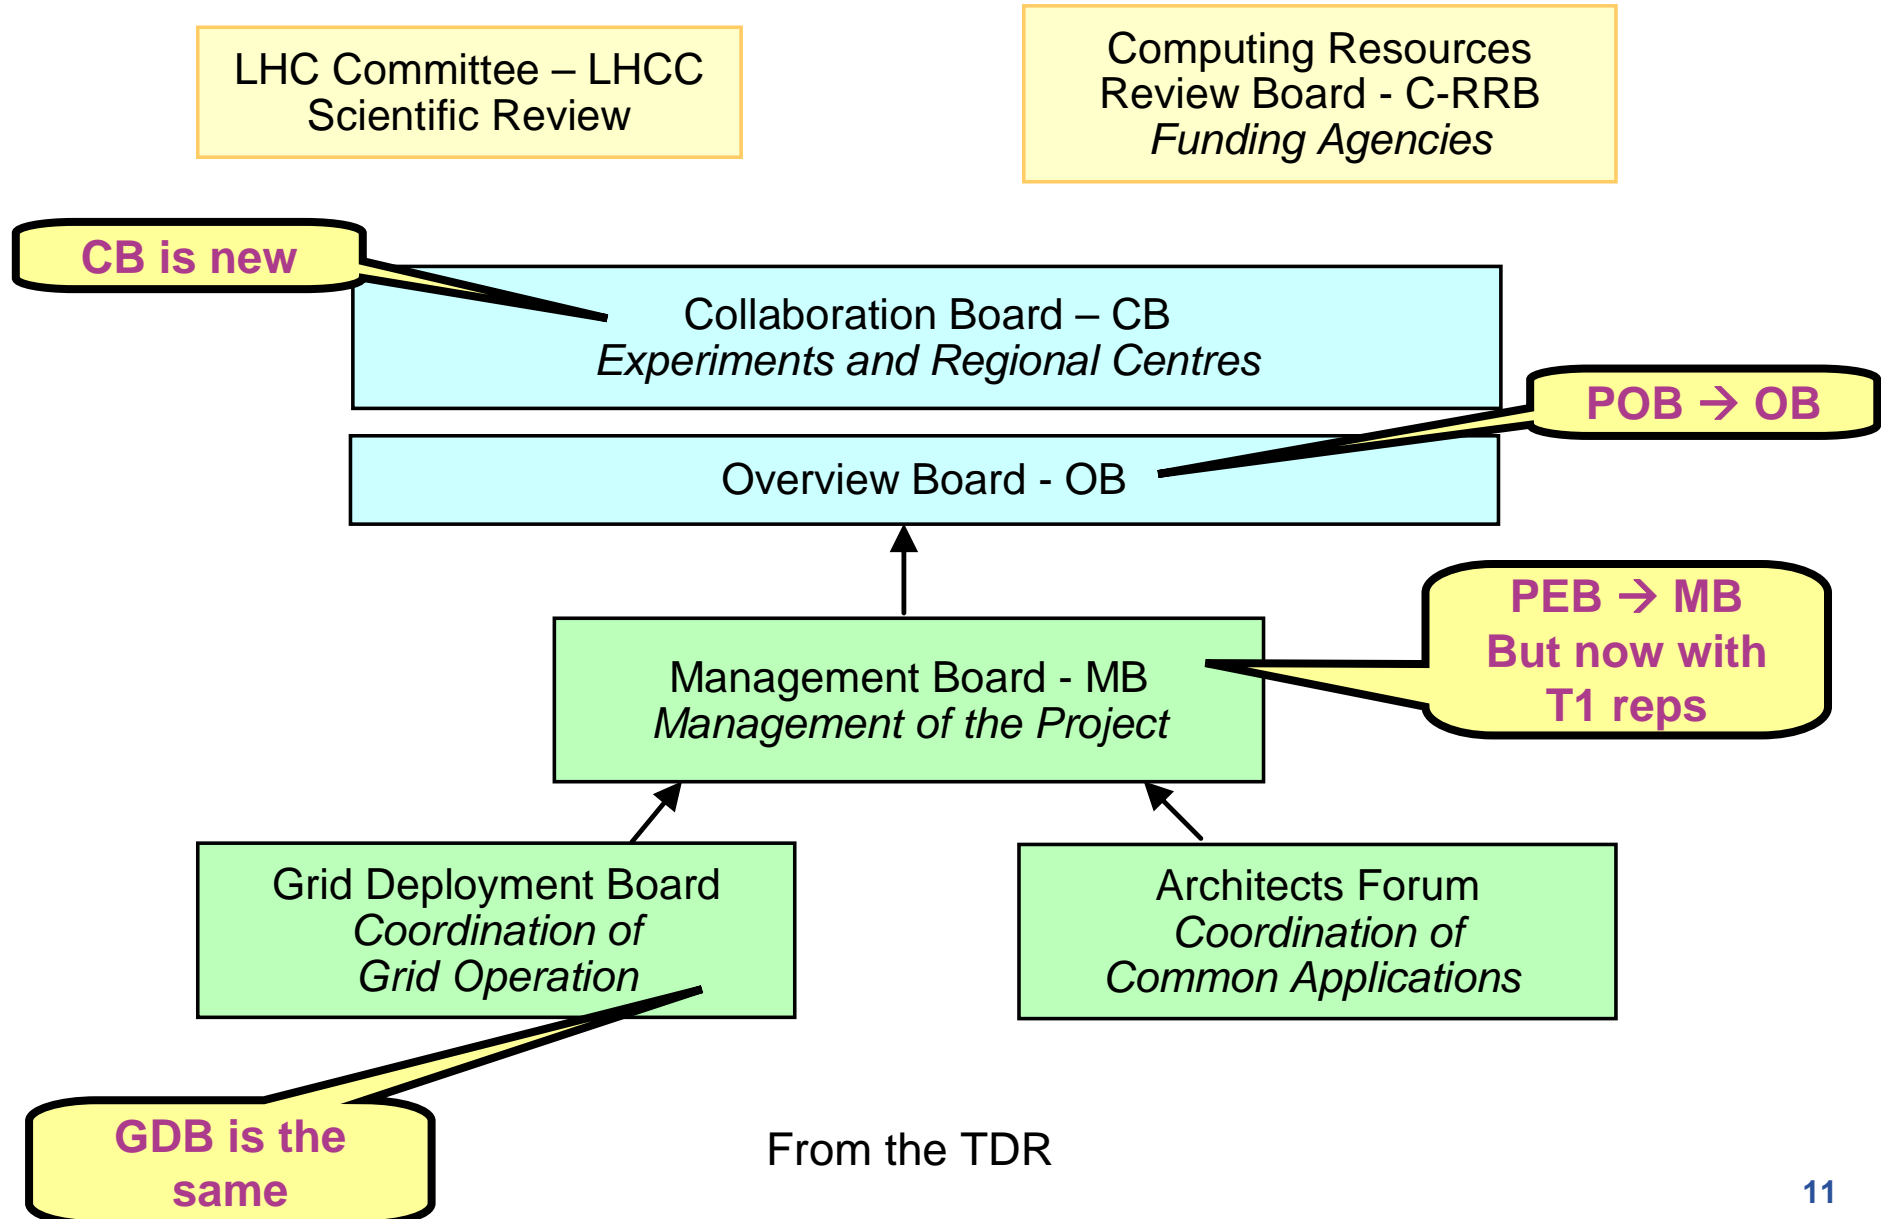 LHC Committee – LHCC
Scientific Review
Computing Resources
Review Board - C-RRB
Funding Agencies
CB is new
Collaboration Board – CB
Experiments and Regional Centres
POB → OB
Overview Board - OB
PEB → MB
But now with
T1 reps
Management Board - MB
Management of the Project
Grid Deployment Board
Coordination of
Grid Operation
Architects Forum
Coordination of
Common Applications
GDB is the
same
From the TDR
11